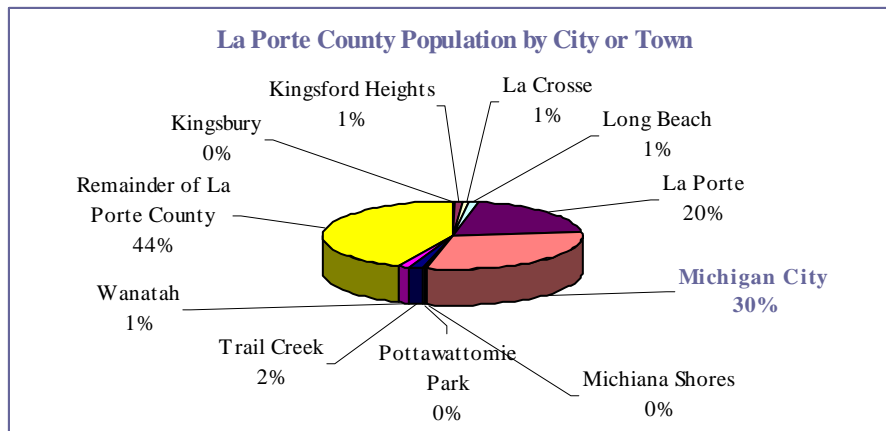 La Porte County Population by City or Town
Kingsford Heights
1%
La Crosse
1%
Kingsbury
0%
Long Beach
1%
Remainder of La
Porte County
44%
La Porte
20%
Michigan City
30%
Wanatah
1%
Trail Creek
2%
Pottawattomie
Park
0%
Michiana Shores
0%